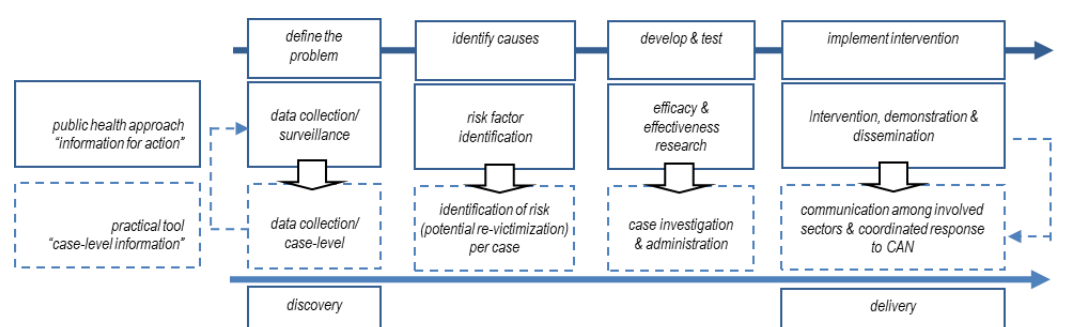 define the
problem
identify causes
develop & test
implement intervention
public health approach
“information for action”
data collection/
surveillance
risk factor
identification
efficacy &
effectiveness
research
Intervention, demonstration &
dissemination
practical tool
“case-level information”
data collection/
case-level
identification of risk
(potential re-victimization)
per case
case investigation
& administration
communication among involved
sectors & coordinated response
to CAN
discovery
delivery